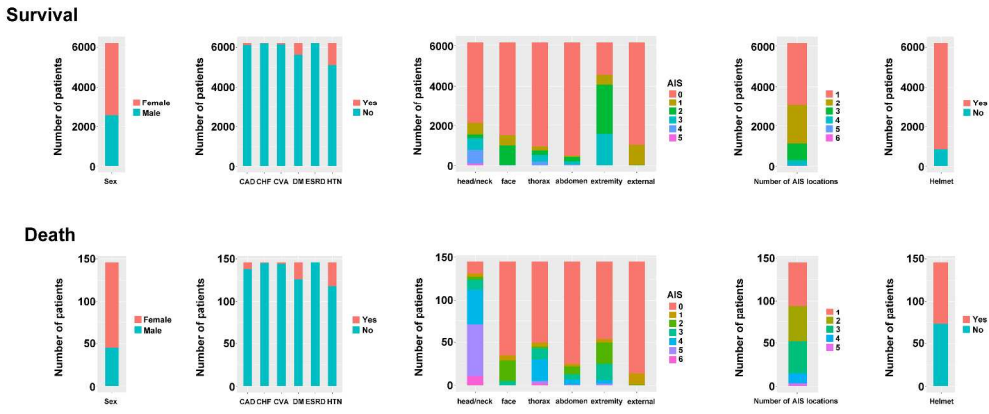 Survival
Number of patients
6000
4000
2000
0
Sex
Female
Male
Number of patients
6000
4000
2000
0
CAD CHF CVA DM ESRD HTN
Yes
No
Number of patients
6000
4000
2000
0
head/neck face thorax abdomen extremity external
AIS
0
1
2
3
4
5
Number of patients
6000
4000
2000
0
Number of AIS locations
1
2
3
4
5
6
Number of patients
6000
4000
2000
0
Helmet
Yes
No
Death
Number of patients
150
100
50
0
Sex
Female
Male
Number of patients
150
100
50
0
CAD CHF CVA DM ESRD HTN
Yes
No
Number of patients
150
100
50
0
head/neck face thorax abdomen extremity external
AIS
0
1
2
3
4
5
6
Number of patients
150
100
50
0
Number of AIS locations
1
2
3
4
5
Number of patients
150
100
50
0
Helmet
Yes
No